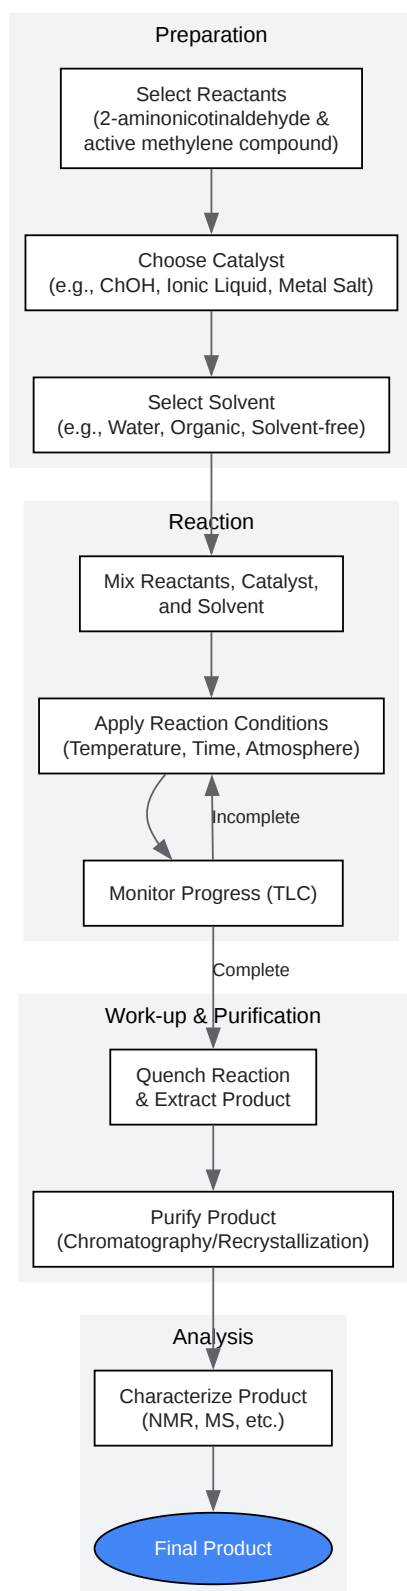 Preparation
Select Reactants
(2-aminonicotinaldehyde &
active methylene compound)
Choose Catalyst
(e.g., ChOH, Ionic Liquid, Metal Salt)
Select Solvent
(e.g., Water, Organic, Solvent-free)
Reaction
Mix Reactants, Catalyst,
and Solvent
Apply Reaction Conditions
(Temperature, Time, Atmosphere)
Incomplete
Monitor Progress (TLC)
Complete
Work-up & Purification
Quench Reaction
& Extract Product
Purify Product
(Chromatography/Recrystallization)
Analysis
Characterize Product
(NMR, MS, etc.)
Final Product